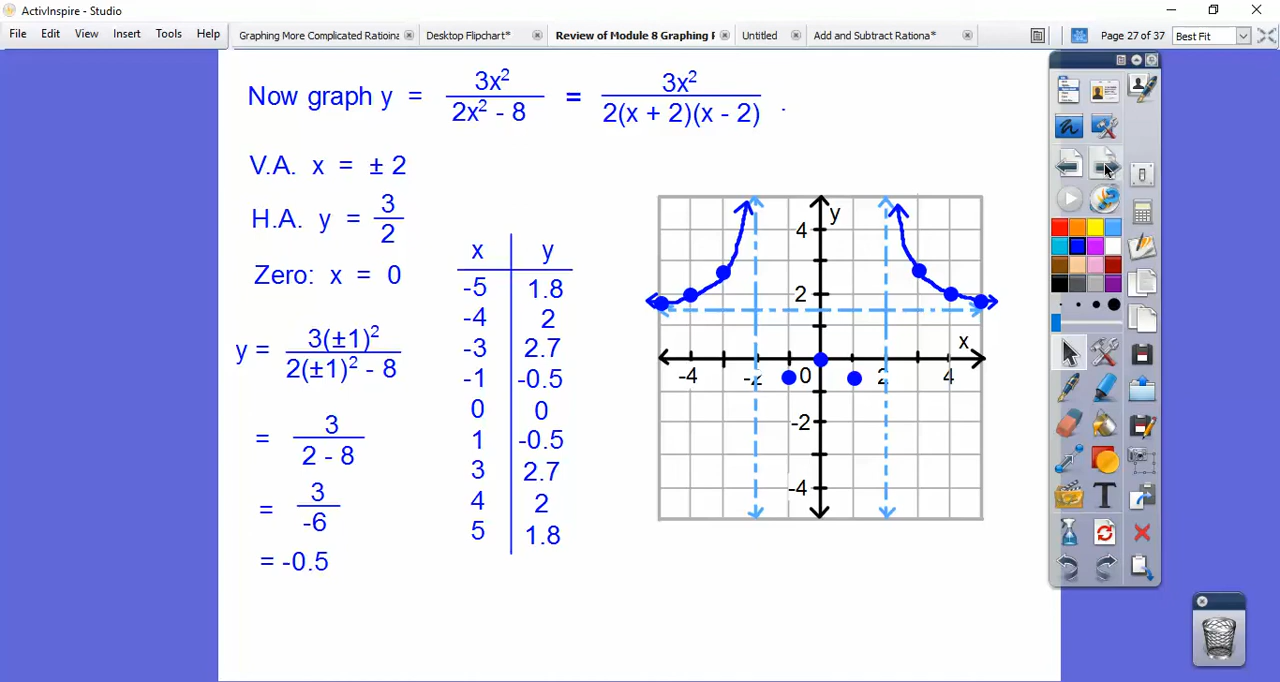 ActivInspire - Studio
File Edit View Insert Tools Help
Graphing More Complicated Rationa Desktop Flipchart* Review of Module 8 Graphing F Untitled Add and Subtract Rationa* Page 27 of 37 Best Fit
Now graph y = 3x² / 2x² - 8 = 3x² / 2(x + 2)(x - 2) .
V.A. x = ± 2
H.A. y = 3/2
Zero: x = 0
y = 3(±1)² / 2(±1)² - 8
= 3 / 2 - 8
= 3 / -6
= -0.5
x y
-5 1.8
-4 2
-3 2.7
-1 -0.5
0 0
1 -0.5
3 2.7
4 2
5 1.8
y
4
2
x
-4 -2 0 2 4
-2
-4